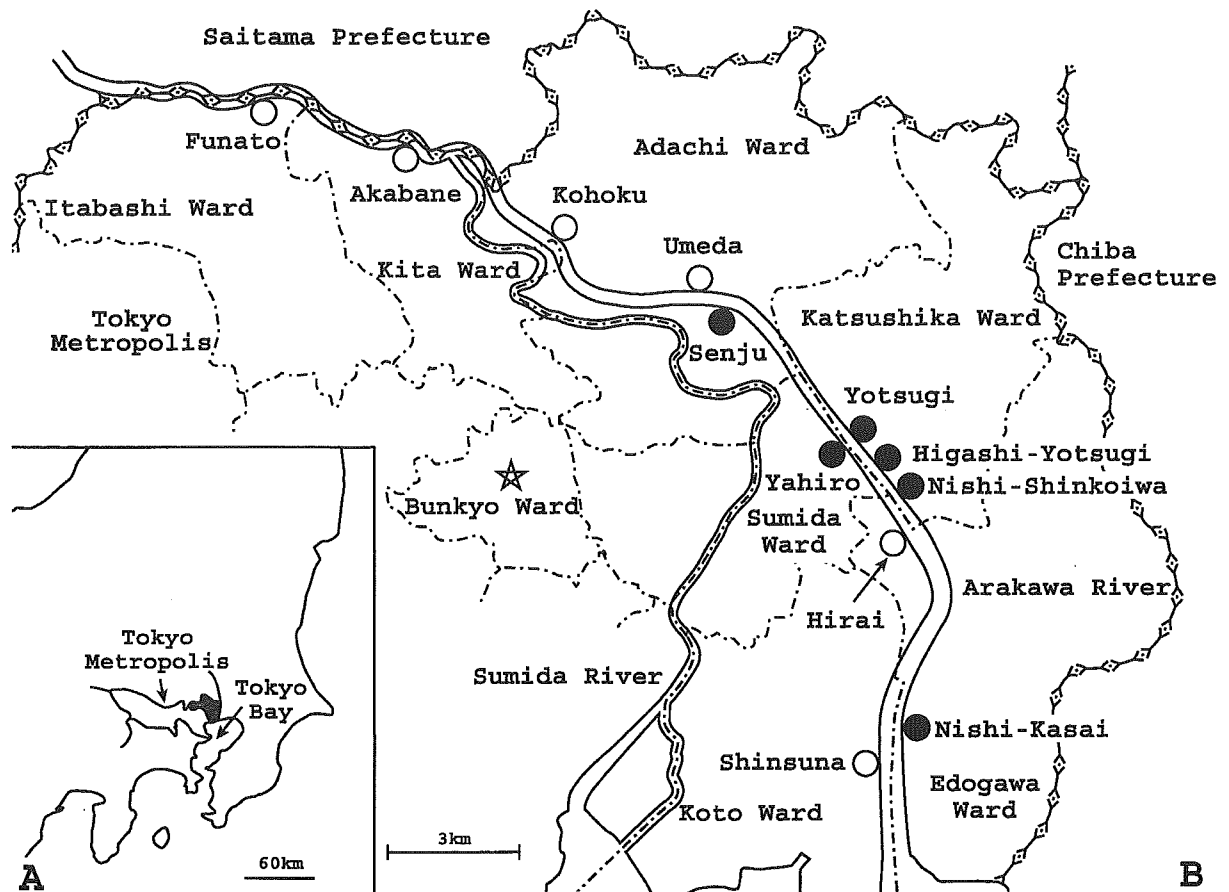 Saitama Prefecture
Funato
Adachi Ward
Akabane
Kohoku
Itabashi Ward
Umeda
Chiba
Prefecture
Kita Ward
Tokyo
Metropolis
Katsushika Ward
Senju
Yotsugi
Higashi-Yotsugi
Yahiro
Nishi-Shinkoiwa
Bunkyo Ward
Sumida
Ward
Arakawa River
Hirai
Tokyo
Metropolis
Sumida River
Tokyo
Bay
Nishi-Kasai
Shinsuna
Edogawa
Ward
Koto Ward
3km
60km
A
B